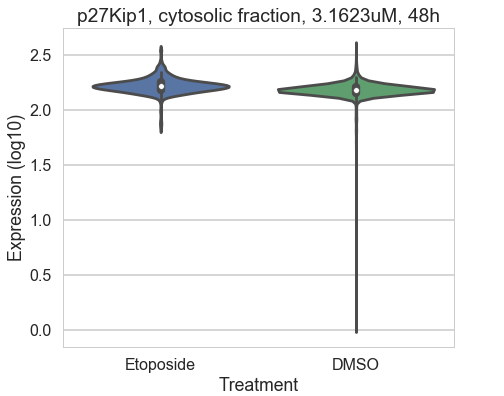 p27Kip1, cytosolic fraction, 3.1623uM, 48h
Expression (log10)
2.5
2.0
1.5
1.0
0.5
0.0
Etoposide DMSO
Treatment